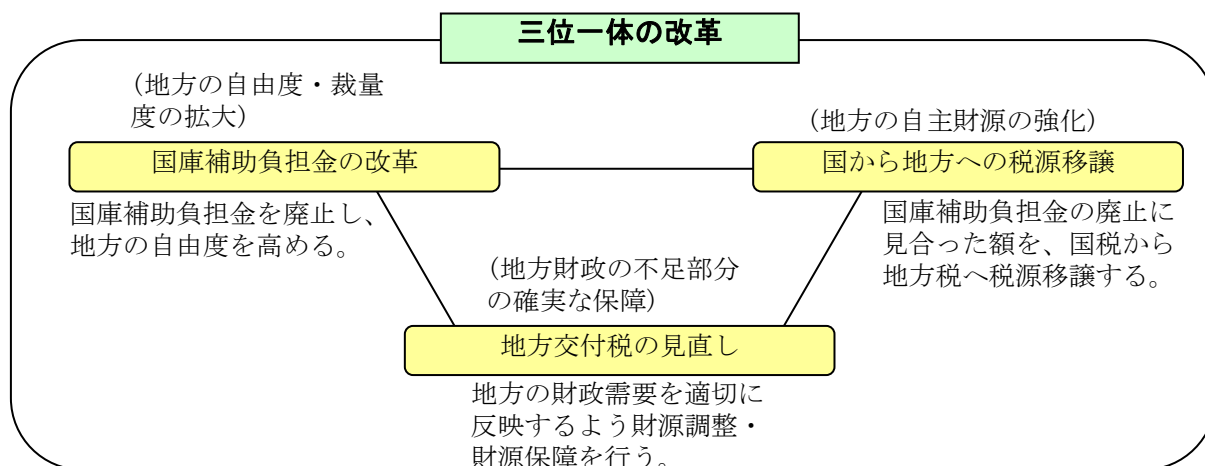 三位一体の改革
（地方の自由度・裁量
度の拡大）
国庫補助負担金の改革
国庫補助負担金を廃止し、
地方の自由度を高める。
（地方の自主財源の強化）
国から地方への税源移譲
国庫補助負担金の廃止に
見合った額を、国税から
地方税へ税源移譲する。
（地方財政の不足部分
の確実な保障）
地方交付税の見直し
地方の財政需要を適切に
反映するよう財源調整・
財源保障を行う。